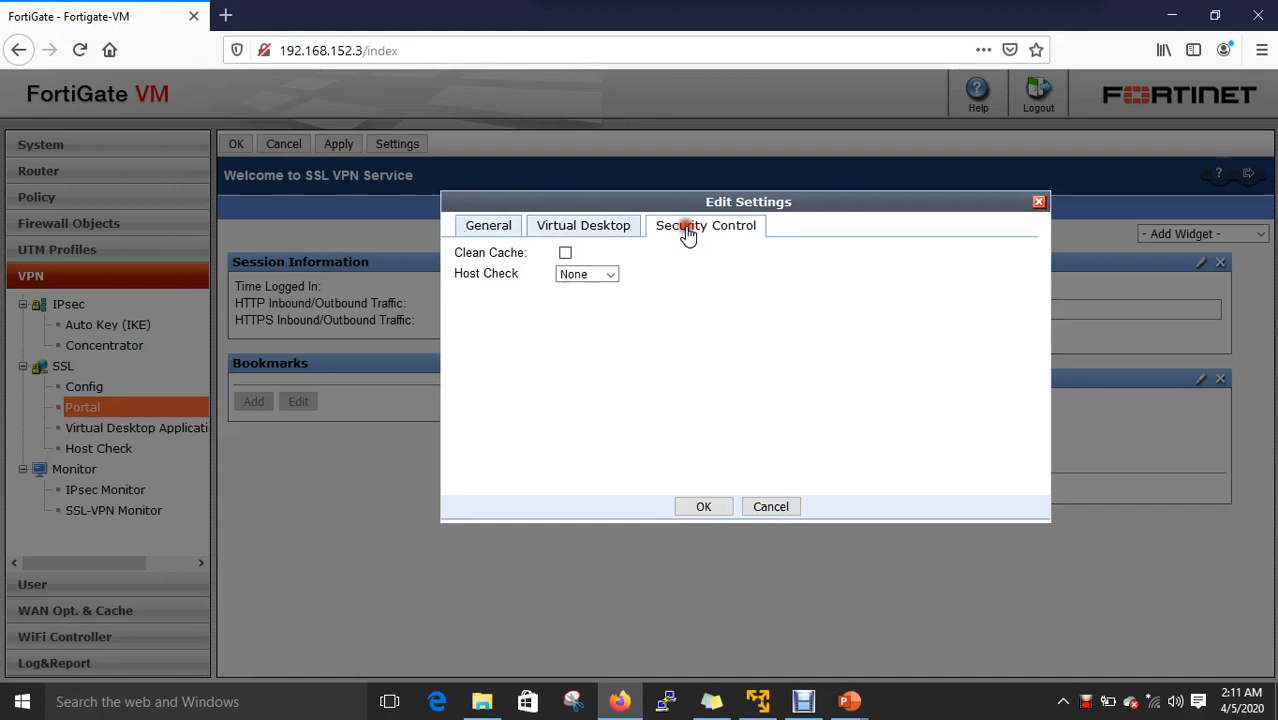 FortiGate - Fortigate-VM
192.168.152.3/index
FortiGate VM
Help
Logout
FORTINET
System
Router
Policy
Firewall Objects
UTM Profiles
VPN
IPsec
Auto Key (IKE)
Concentrator
SSL
Config
Portal
Virtual Desktop Applicati
Host Check
Monitor
IPsec Monitor
SSL-VPN Monitor
User
WAN Opt. & Cache
WiFi Controller
Log&Report
OK Cancel Apply Settings
Welcome to SSL VPN Service
- Add Widget -
Session Information
Time Logged In:
HTTP Inbound/Outbound Traffic:
HTTPS Inbound/Outbound Traffic:
Bookmarks
Add Edit
Edit Settings
General Virtual Desktop Security Control
Clean Cache:
Host Check None
OK Cancel
Search the web and Windows
2:11 AM
4/5/2020